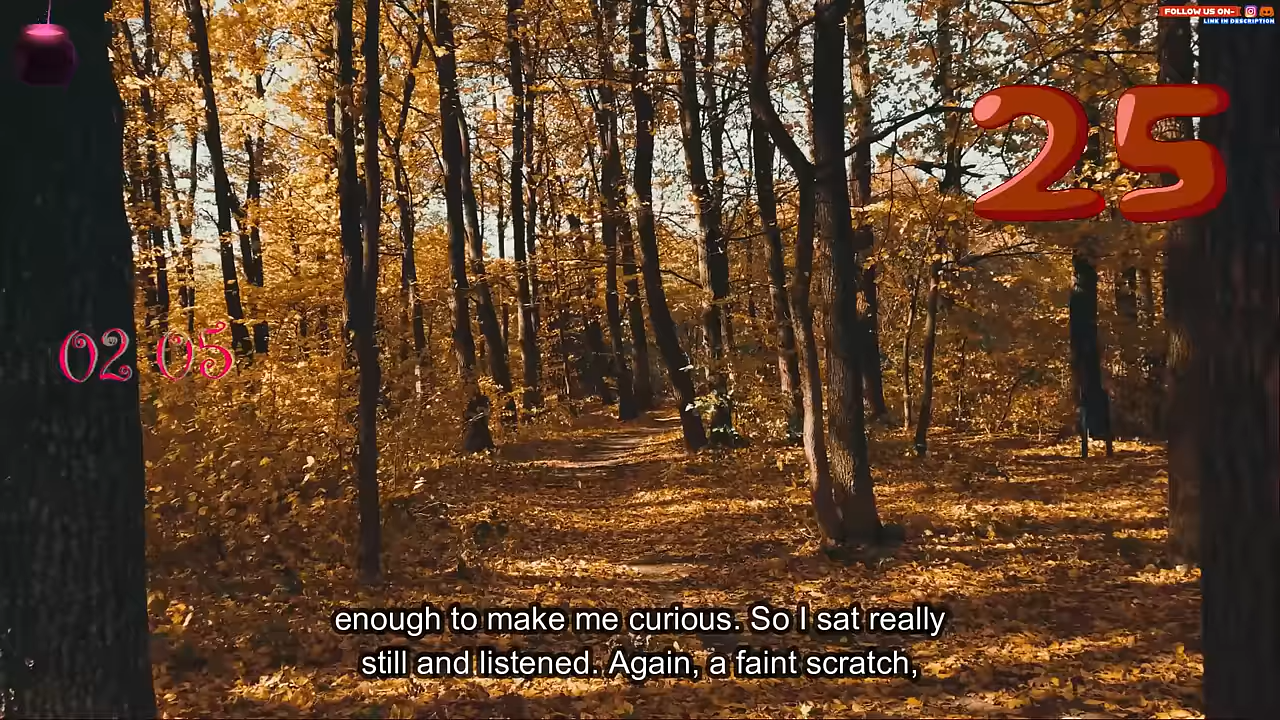 FOLLOW US ON-
LINK IN DESCRIPTION
25
02 05
enough to make me curious. So I sat really
still and listened. Again, a faint scratch,